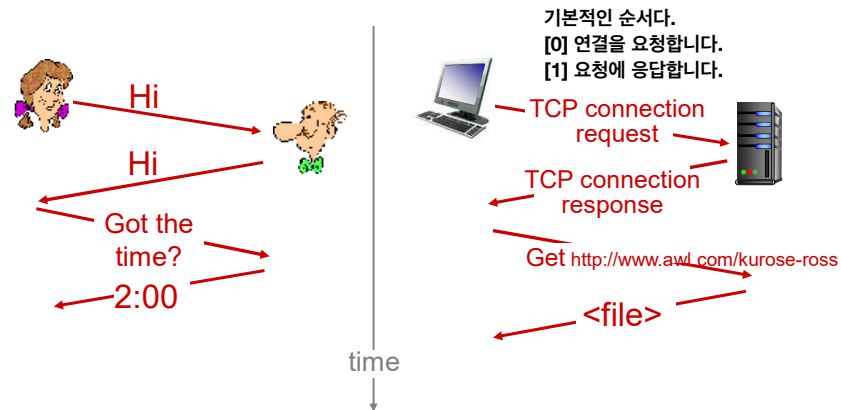 기본적인 순서다.
[0] 연결을 요청합니다.
[1] 요청에 응답합니다.
Hi
Hi
Got the
time?
2:00
TCP connection
request
TCP connection
response
Get http://www.awl.com/kurose-ross
<file>
time